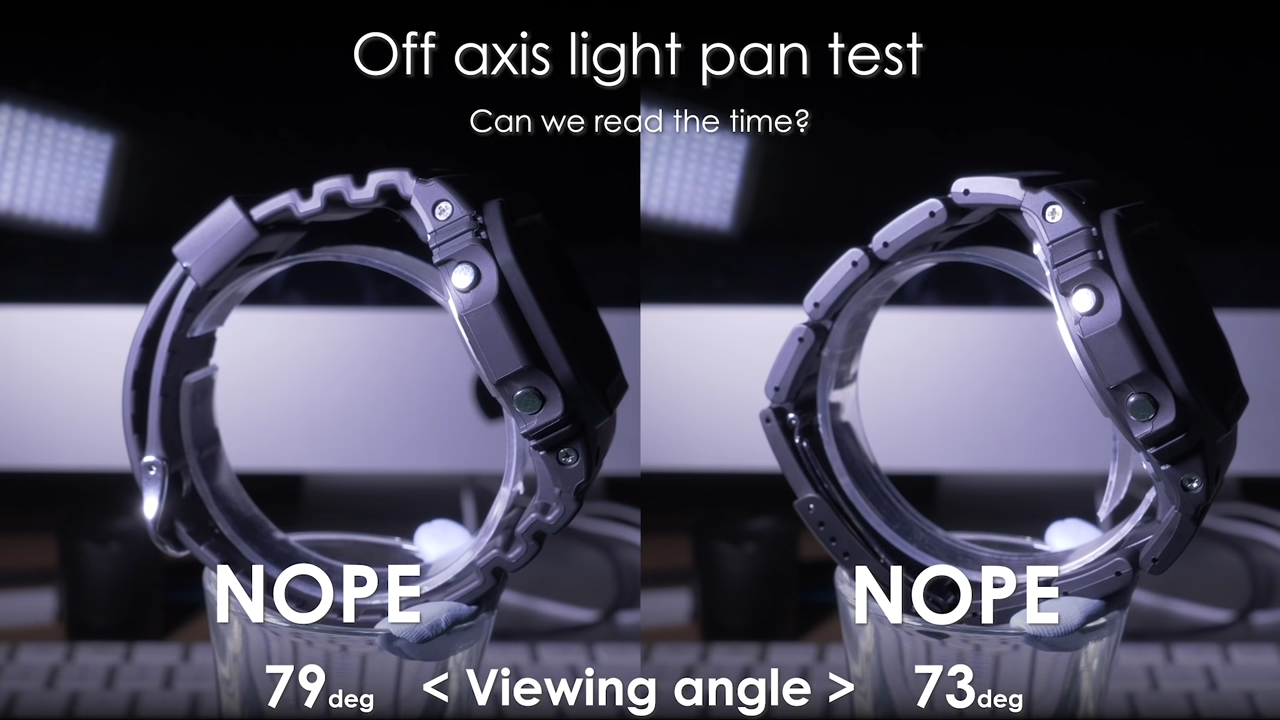 Off axis light pan test
Can we read the time?
NOPE NOPE
79deg < Viewing angle > 73deg